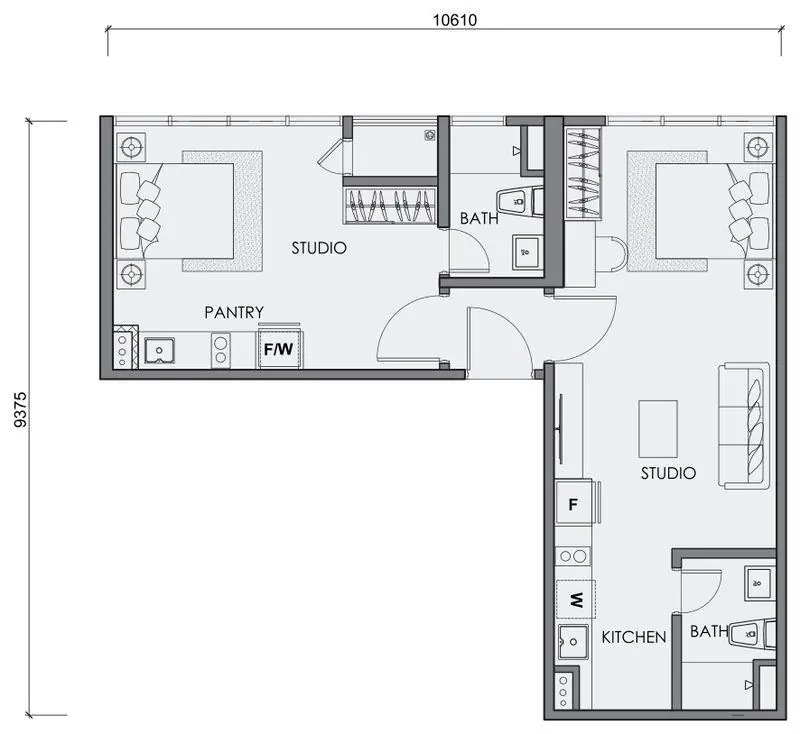 10610
BATH
STUDIO
PANTRY
F/W
9375
STUDIO
F
W
KITCHEN
BATH